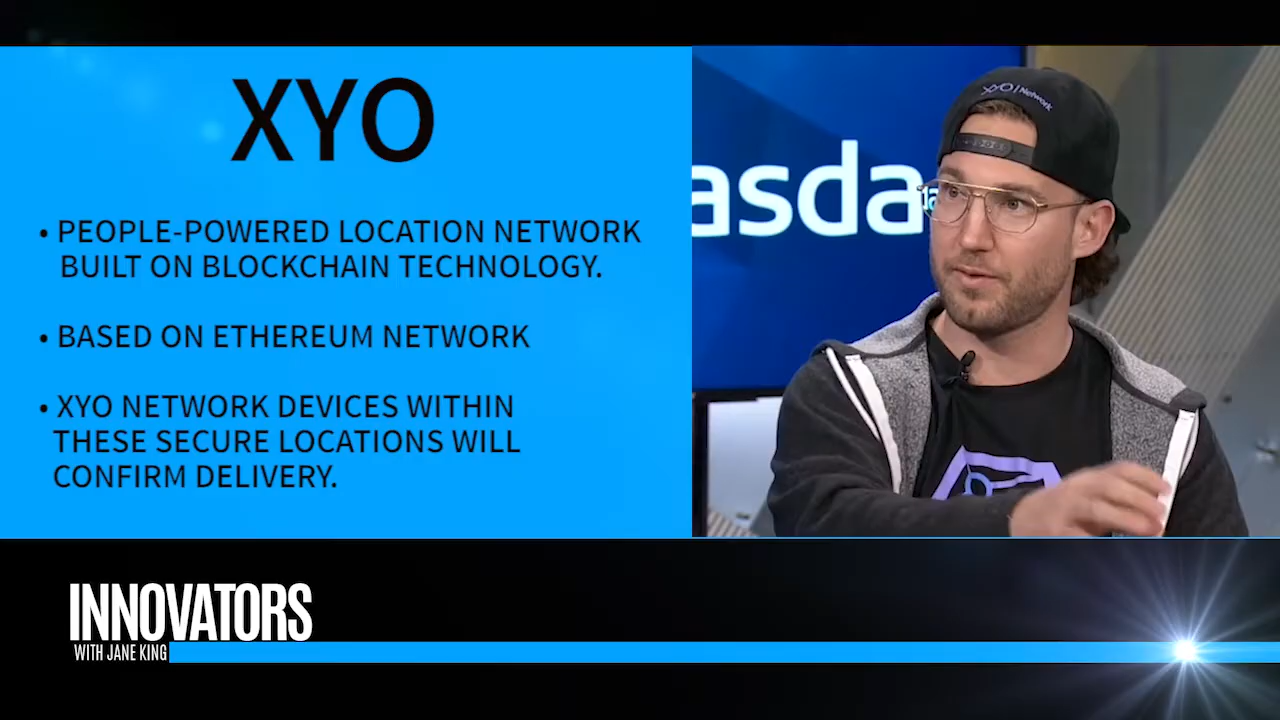 XYO
• PEOPLE-POWERED LOCATION NETWORK
BUILT ON BLOCKCHAIN TECHNOLOGY.
• BASED ON ETHEREUM NETWORK
• XYO NETWORK DEVICES WITHIN
THESE SECURE LOCATIONS WILL
CONFIRM DELIVERY.
XYO | Network
asda
INNOVATORS
WITH JANE KING